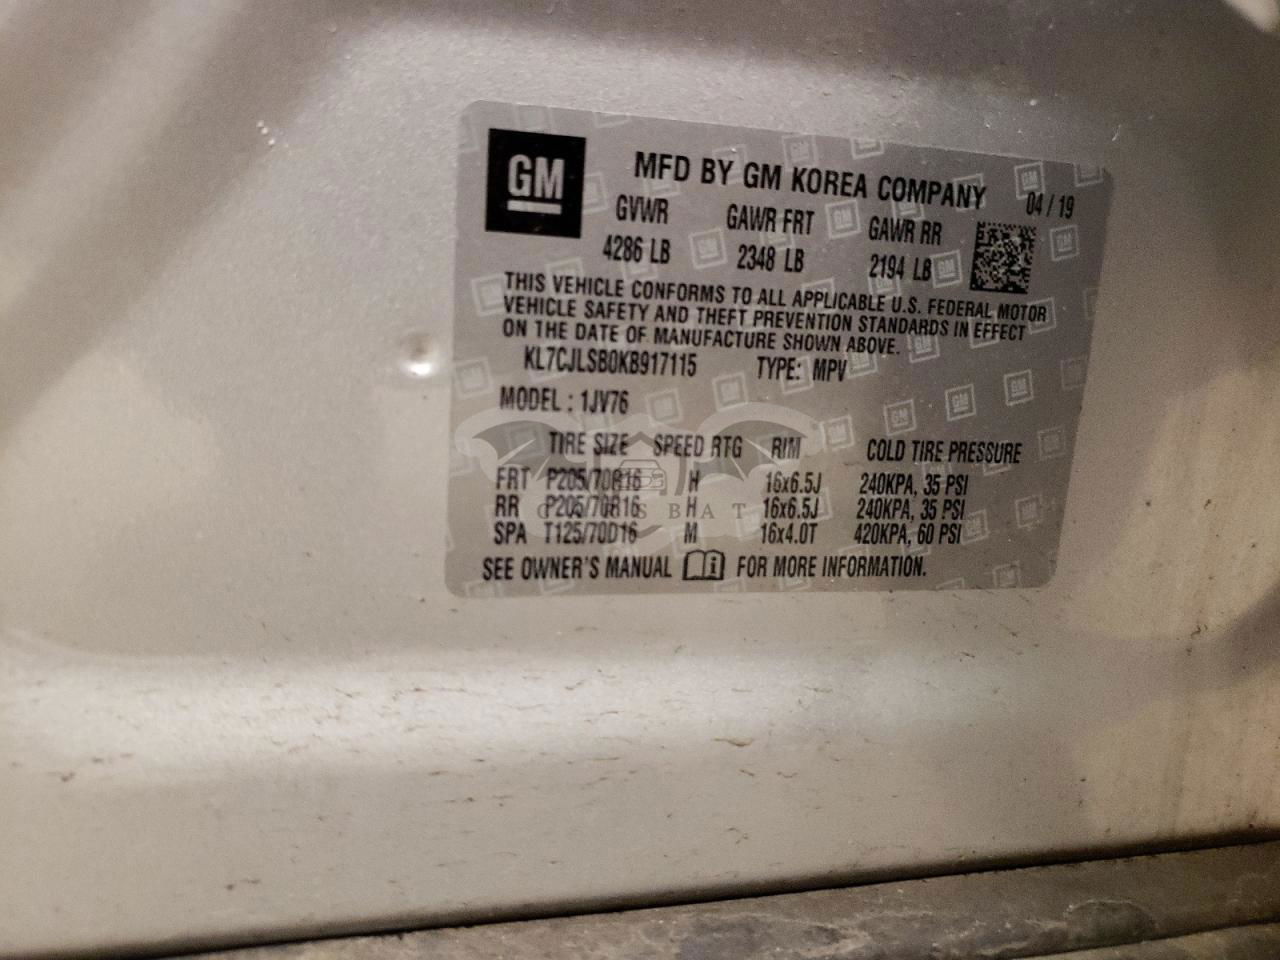 GM
MFD BY GM KOREA COMPANY 04 / 19
GVWR GAWR FRT GAWR RR
4286 LB 2348 LB 2194 LB
THIS VEHICLE CONFORMS TO ALL APPLICABLE U.S. FEDERAL MOTOR
VEHICLE SAFETY AND THEFT PREVENTION STANDARDS IN EFFECT
ON THE DATE OF MANUFACTURE SHOWN ABOVE.
KL7CJLSB0KB917115 TYPE: MPV
MODEL : 1JV76
TIRE SIZE SPEED RTG RIM COLD TIRE PRESSURE
FRT P205/70R16 H 16x6.5J 240KPA, 35 PSI
RR P205/70R16 H 16x6.5J 240KPA, 35 PSI
SPA T125/70D16 M 16x4.0T 420KPA, 60 PSI
SEE OWNER'S MANUAL FOR MORE INFORMATION.